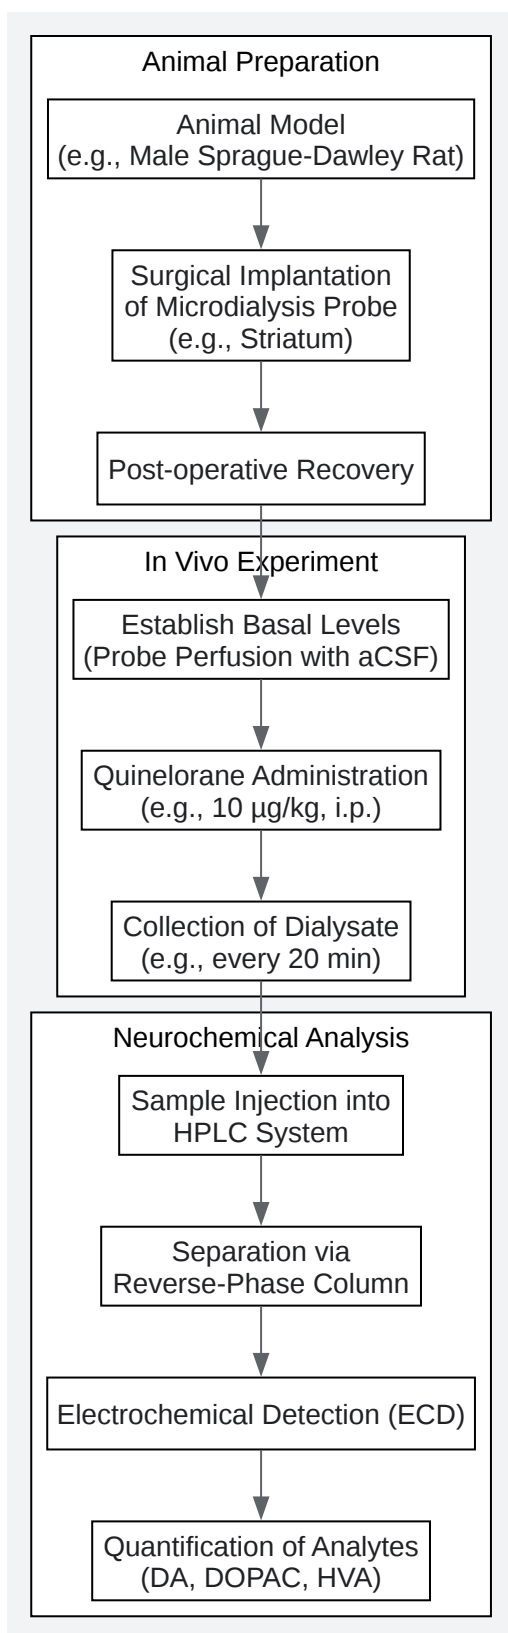 Animal Preparation
Animal Model
(e.g., Male Sprague-Dawley Rat)
Surgical Implantation
of Microdialysis Probe
(e.g., Striatum)
Post-operative Recovery
In Vivo Experiment
Establish Basal Levels
(Probe Perfusion with aCSF)
Quinelorane Administration
(e.g., 10 µg/kg, i.p.)
Collection of Dialysate
(e.g., every 20 min)
Neurochemical Analysis
Sample Injection into
HPLC System
Separation via
Reverse-Phase Column
Electrochemical Detection (ECD)
Quantification of Analytes
(DA, DOPAC, HVA)